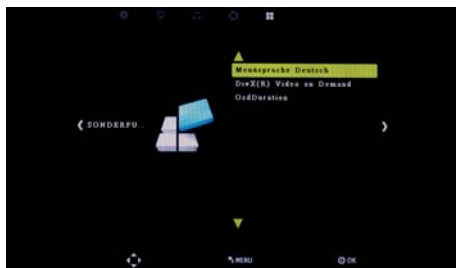 Menüsprache Deutsch
DivX(R) Video on Demand
OsdDuration
SONDERFU..
MENU
OK